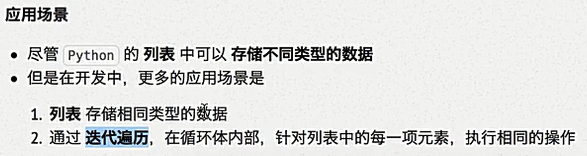 应用场景
• 尽管 Python 的 列表 中可以 存储不同类型的数据
• 但是在开发中，更多的应用场景是
1. 列表 存储相同类型的数据
2. 通过 迭代遍历，在循环体内部，针对列表中的每一项元素，执行相同的操作